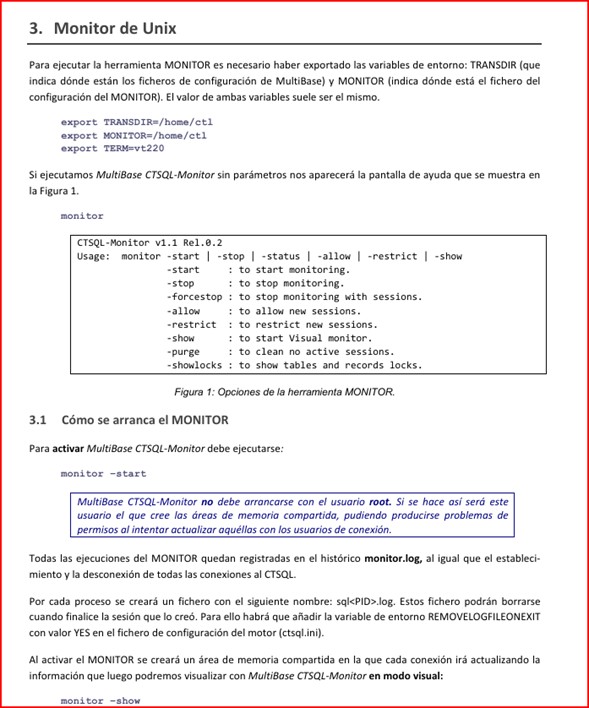 3. Monitor de Unix
Para ejecutar la herramienta MONITOR es necesario haber exportado las variables de entorno: TRANSDIR (que
indica dónde están los ficheros de configuración de MultiBase) y MONITOR (indica dónde está el fichero del
configuración del MONITOR). El valor de ambas variables suele ser el mismo.
export TRANSDIR=/home/ctl
export MONITOR=/home/ctl
export TERM=vt220
Si ejecutamos MultiBase CTSQL-Monitor sin parámetros nos aparecerá la pantalla de ayuda que se muestra en
la Figura 1.
monitor
CTSQL-Monitor v1.1 Rel.0.2
Usage: monitor -start | -stop | -status | -allow | -restrict | -show
-start : to start monitoring.
-stop : to stop monitoring.
-forcestop : to stop monitoring with sessions.
-allow : to allow new sessions.
-restrict : to restrict new sessions.
-show : to start Visual monitor.
-purge : to clean no active sessions.
-showlocks : to show tables and records locks.
Figura 1: Opciones de la herramienta MONITOR.
3.1 Cómo se arranca el MONITOR
Para activar MultiBase CTSQL-Monitor debe ejecutarse:
monitor –start
MultiBase CTSQL-Monitor no debe arrancarse con el usuario root. Si se hace así será este
usuario el que cree las áreas de memoria compartida, pudiendo producirse problemas de
permisos al intentar actualizar aquéllas con los usuarios de conexión.
Todas las ejecuciones del MONITOR quedan registradas en el histórico monitor.log, al igual que el estableci-
miento y la desconexión de todas las conexiones al CTSQL.
Por cada proceso se creará un fichero con el siguiente nombre: sql<PID>.log. Estos fichero podrán borrarse
cuando finalice la sesión que lo creó. Para ello habrá que añadir la variable de entorno REMOVELOGFILEONEXIT
con valor YES en el fichero de configuración del motor (ctsql.ini).
Al activar el MONITOR se creará un área de memoria compartida en la que cada conexión irá actualizando la
información que luego podremos visualizar con MultiBase CTSQL-Monitor en modo visual:
monitor –show